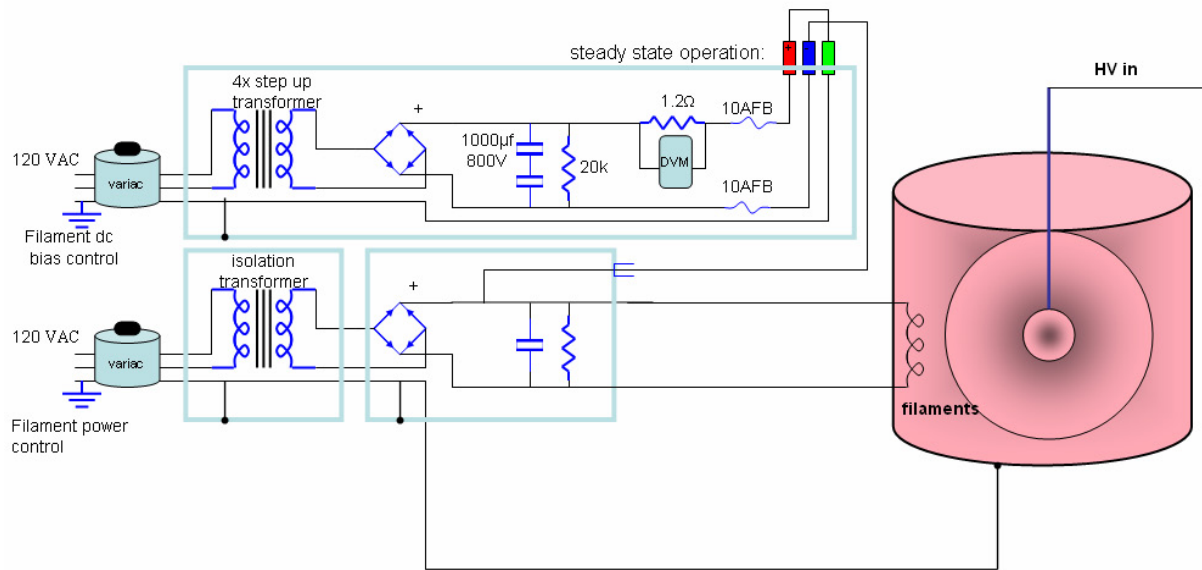 steady state operation:
+
-
HV in
4x step up
transformer
+
1.2Ω
10AFB
1000µf
800V
20k
DVM
120 VAC
variac
10AFB
Filament dc
bias control
isolation
transformer
+
120 VAC
variac
filaments
Filament power
control